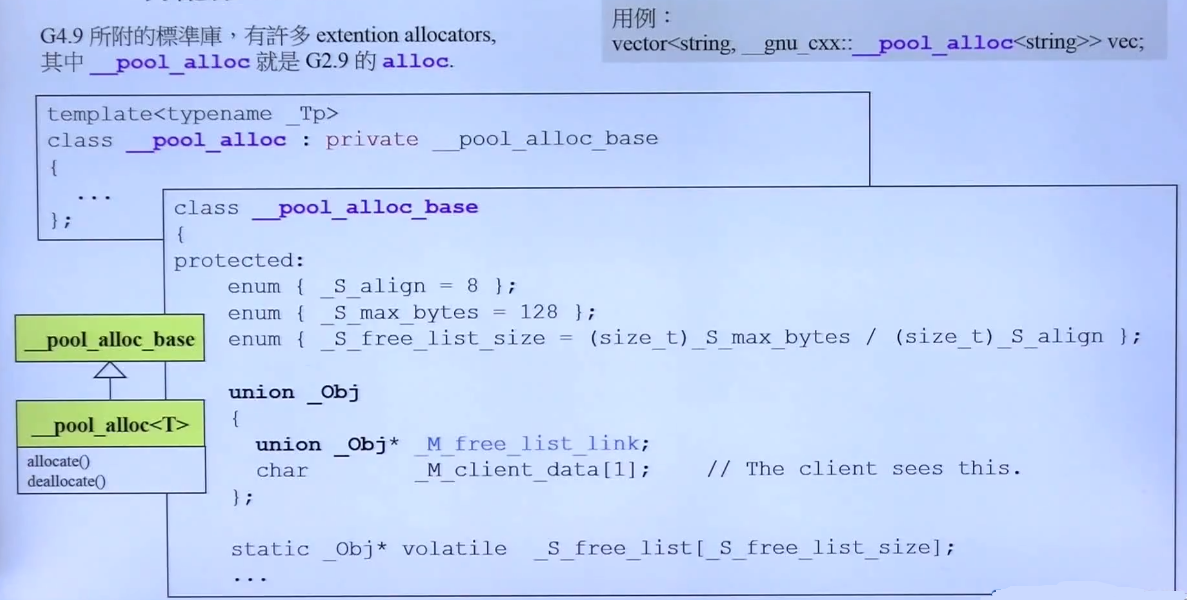 G4.9 所附的標準庫，有許多 extention allocators,
其中 __pool_alloc 就是 G2.9 的 alloc.
用例：
vector<string, __gnu_cxx::__pool_alloc<string>> vec;
template<typename _Tp>
class __pool_alloc : private __pool_alloc_base
{
...
};
class __pool_alloc_base
{
protected:
enum { _S_align = 8 };
enum { _S_max_bytes = 128 };
enum { _S_free_list_size = (size_t)_S_max_bytes / (size_t)_S_align };
union _Obj
{
union _Obj* _M_free_list_link;
char _M_client_data[1]; // The client sees this.
};
static _Obj* volatile _S_free_list[_S_free_list_size];
...
__pool_alloc_base
__pool_alloc<T>
allocate()
deallocate()